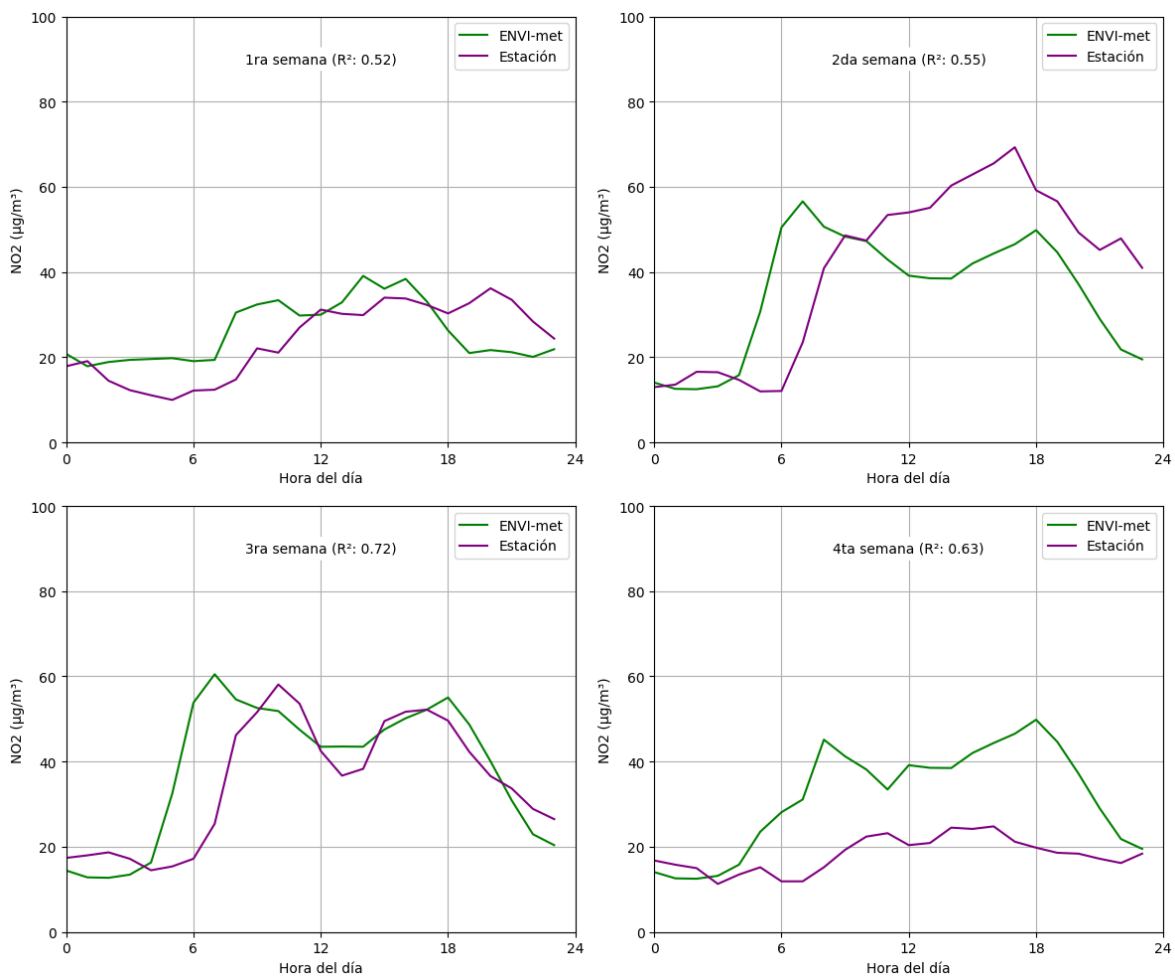 100
80
60
40
20
0
NO2 (µg/m³)
1ra semana (R²: 0.52)
ENVI-met
Estación
0 6 12 18 24
Hora del día
100
80
60
40
20
0
NO2 (µg/m³)
2da semana (R²: 0.55)
ENVI-met
Estación
0 6 12 18 24
Hora del día
100
80
60
40
20
0
NO2 (µg/m³)
3ra semana (R²: 0.72)
ENVI-met
Estación
0 6 12 18 24
Hora del día
100
80
60
40
20
0
NO2 (µg/m³)
4ta semana (R²: 0.63)
ENVI-met
Estación
0 6 12 18 24
Hora del día